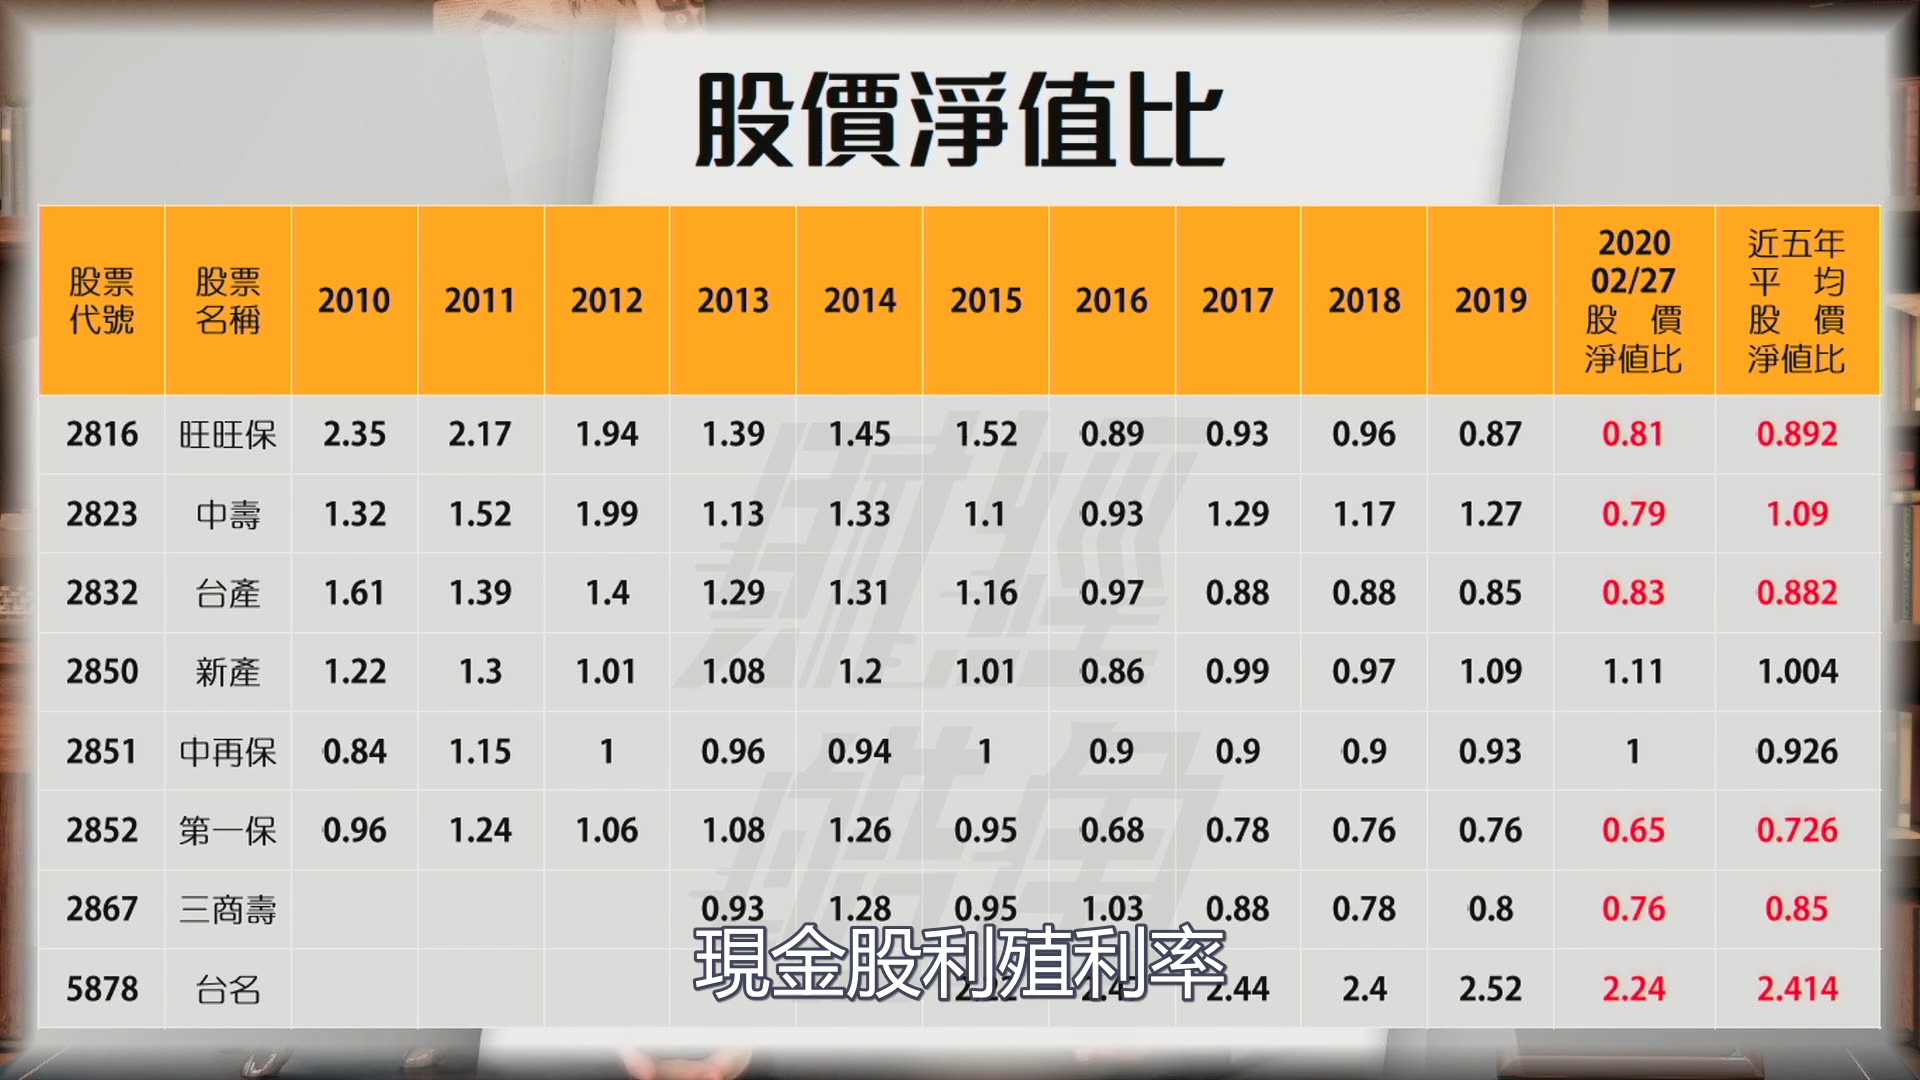 股價淨值比
股票代號 股票名稱 2010 2011 2012 2013 2014 2015 2016 2017 2018 2019 2020 02/27 股價淨值比 近五年平均股價淨值比
2816 旺旺保 2.35 2.17 1.94 1.39 1.45 1.52 0.89 0.93 0.96 0.87 0.81 0.892
2823 中壽 1.32 1.52 1.99 1.13 1.33 1.1 0.93 1.29 1.17 1.27 0.79 1.09
2832 台產 1.61 1.39 1.4 1.29 1.31 1.16 0.97 0.88 0.88 0.85 0.83 0.882
2850 新產 1.22 1.3 1.01 1.08 1.2 1.01 0.86 0.99 0.97 1.09 1.11 1.004
2851 中再保 0.84 1.15 1 0.96 0.94 1 0.9 0.9 0.9 0.93 1 0.926
2852 第一保 0.96 1.24 1.06 1.08 1.26 0.95 0.68 0.78 0.76 0.76 0.65 0.726
2867 三商壽 0.93 1.28 0.95 1.03 0.88 0.78 0.8 0.76 0.85
5878 台名 2.44 2.4 2.52 2.24 2.414
現金股利殖利率